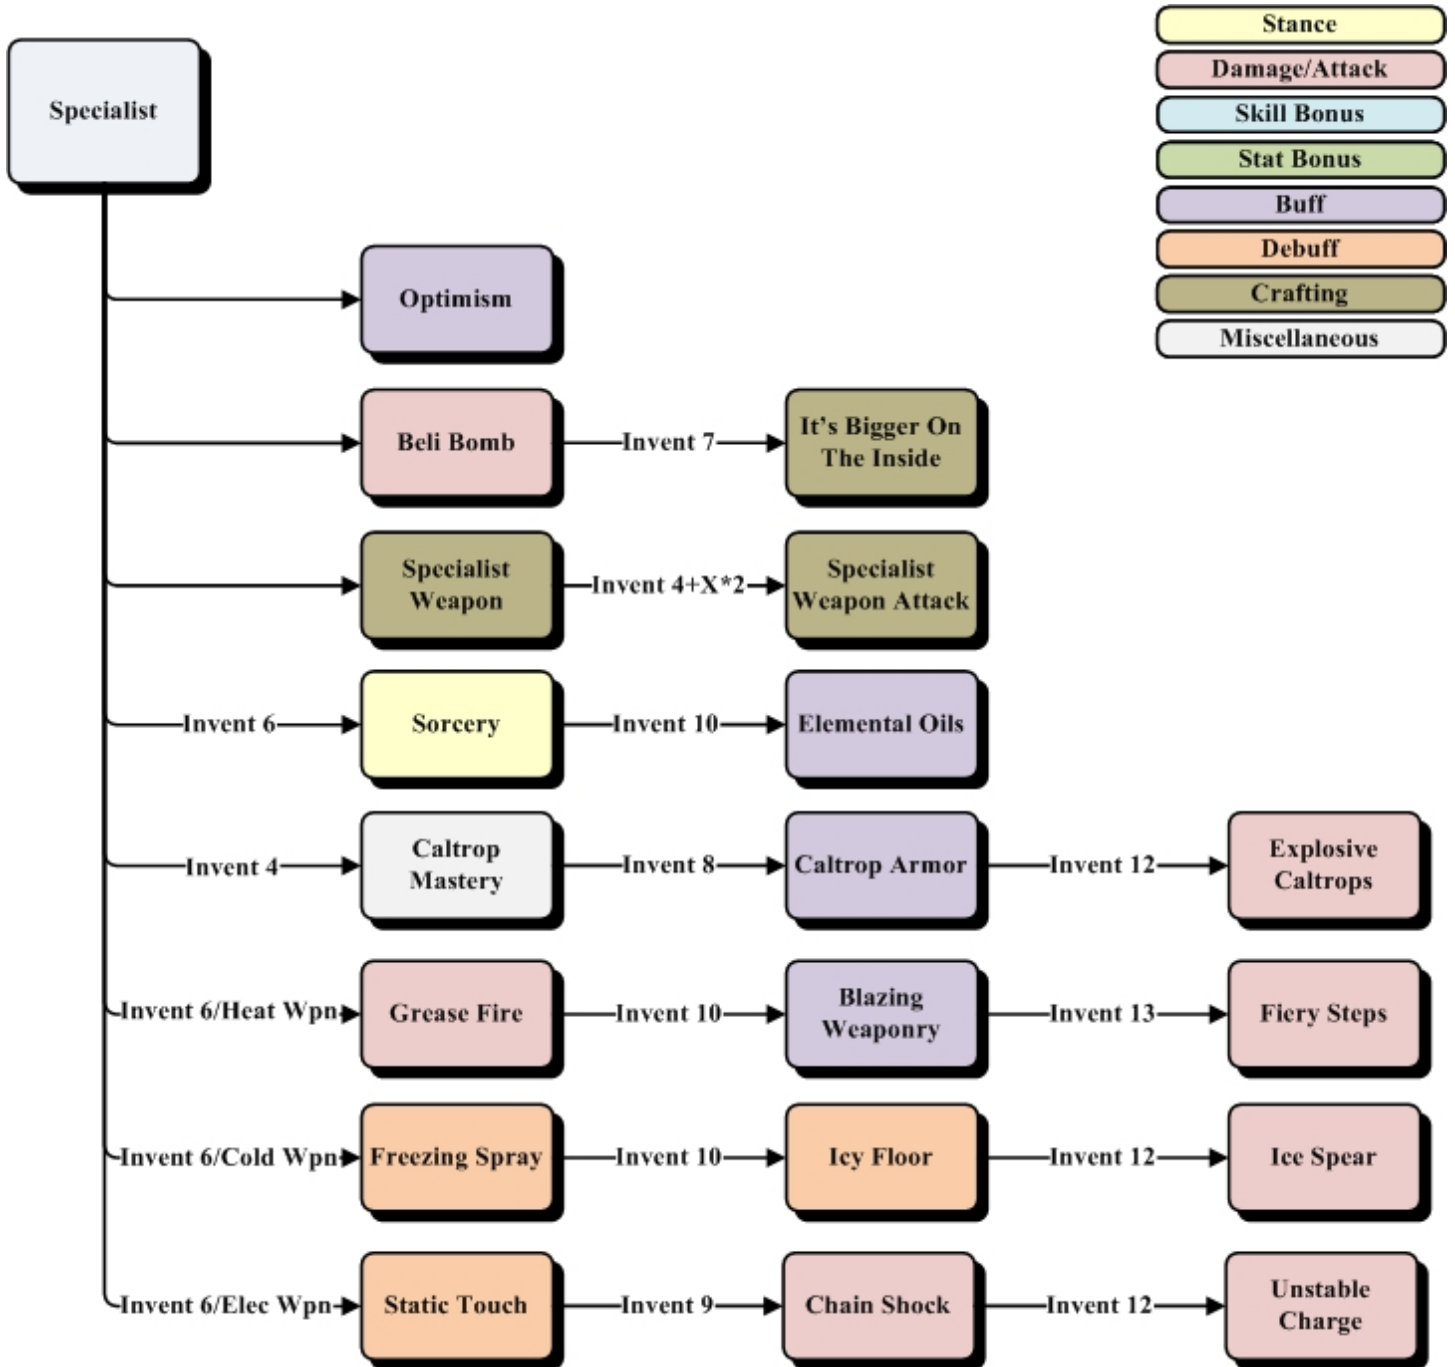 Stance
Damage/Attack
Skill Bonus
Stat Bonus
Buff
Debuff
Crafting
Miscellaneous
Specialist
Optimism
Beli Bomb
Invent 7
It's Bigger On
The Inside
Specialist
Weapon
Invent 4+X*2
Specialist
Weapon Attack
Invent 6
Sorcery
Invent 10
Elemental Oils
Invent 4
Caltrop
Mastery
Invent 8
Caltrop Armor
Invent 12
Explosive
Caltrops
Invent 6/Heat Wpn
Grease Fire
Invent 10
Blazing
Weaponry
Invent 13
Fiery Steps
Invent 6/Cold Wpn
Freezing Spray
Invent 10
Icy Floor
Invent 12
Ice Spear
Invent 6/Elec Wpn
Static Touch
Invent 9
Chain Shock
Invent 12
Unstable
Charge